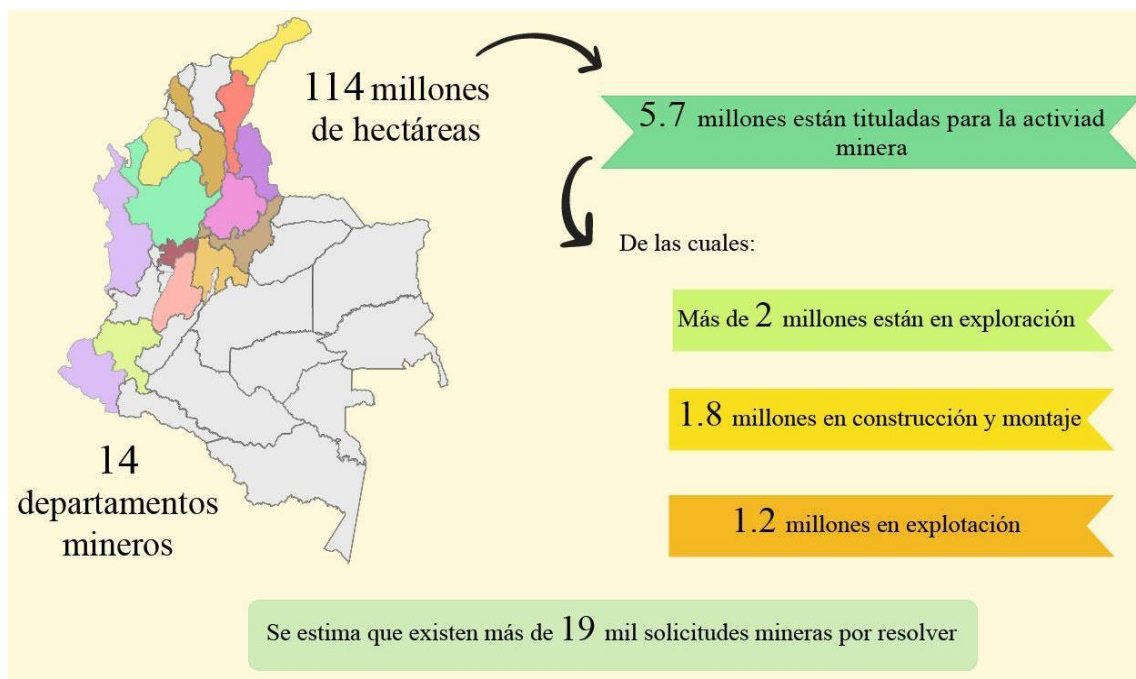 114 millones
de hectáreas
5.7 millones están tituladas para la activiad
minera
De las cuales:
Más de 2 millones están en exploración
1.8 millones en construcción y montaje
1.2 millones en explotación
14
departamentos
mineros
Se estima que existen más de 19 mil solicitudes mineras por resolver